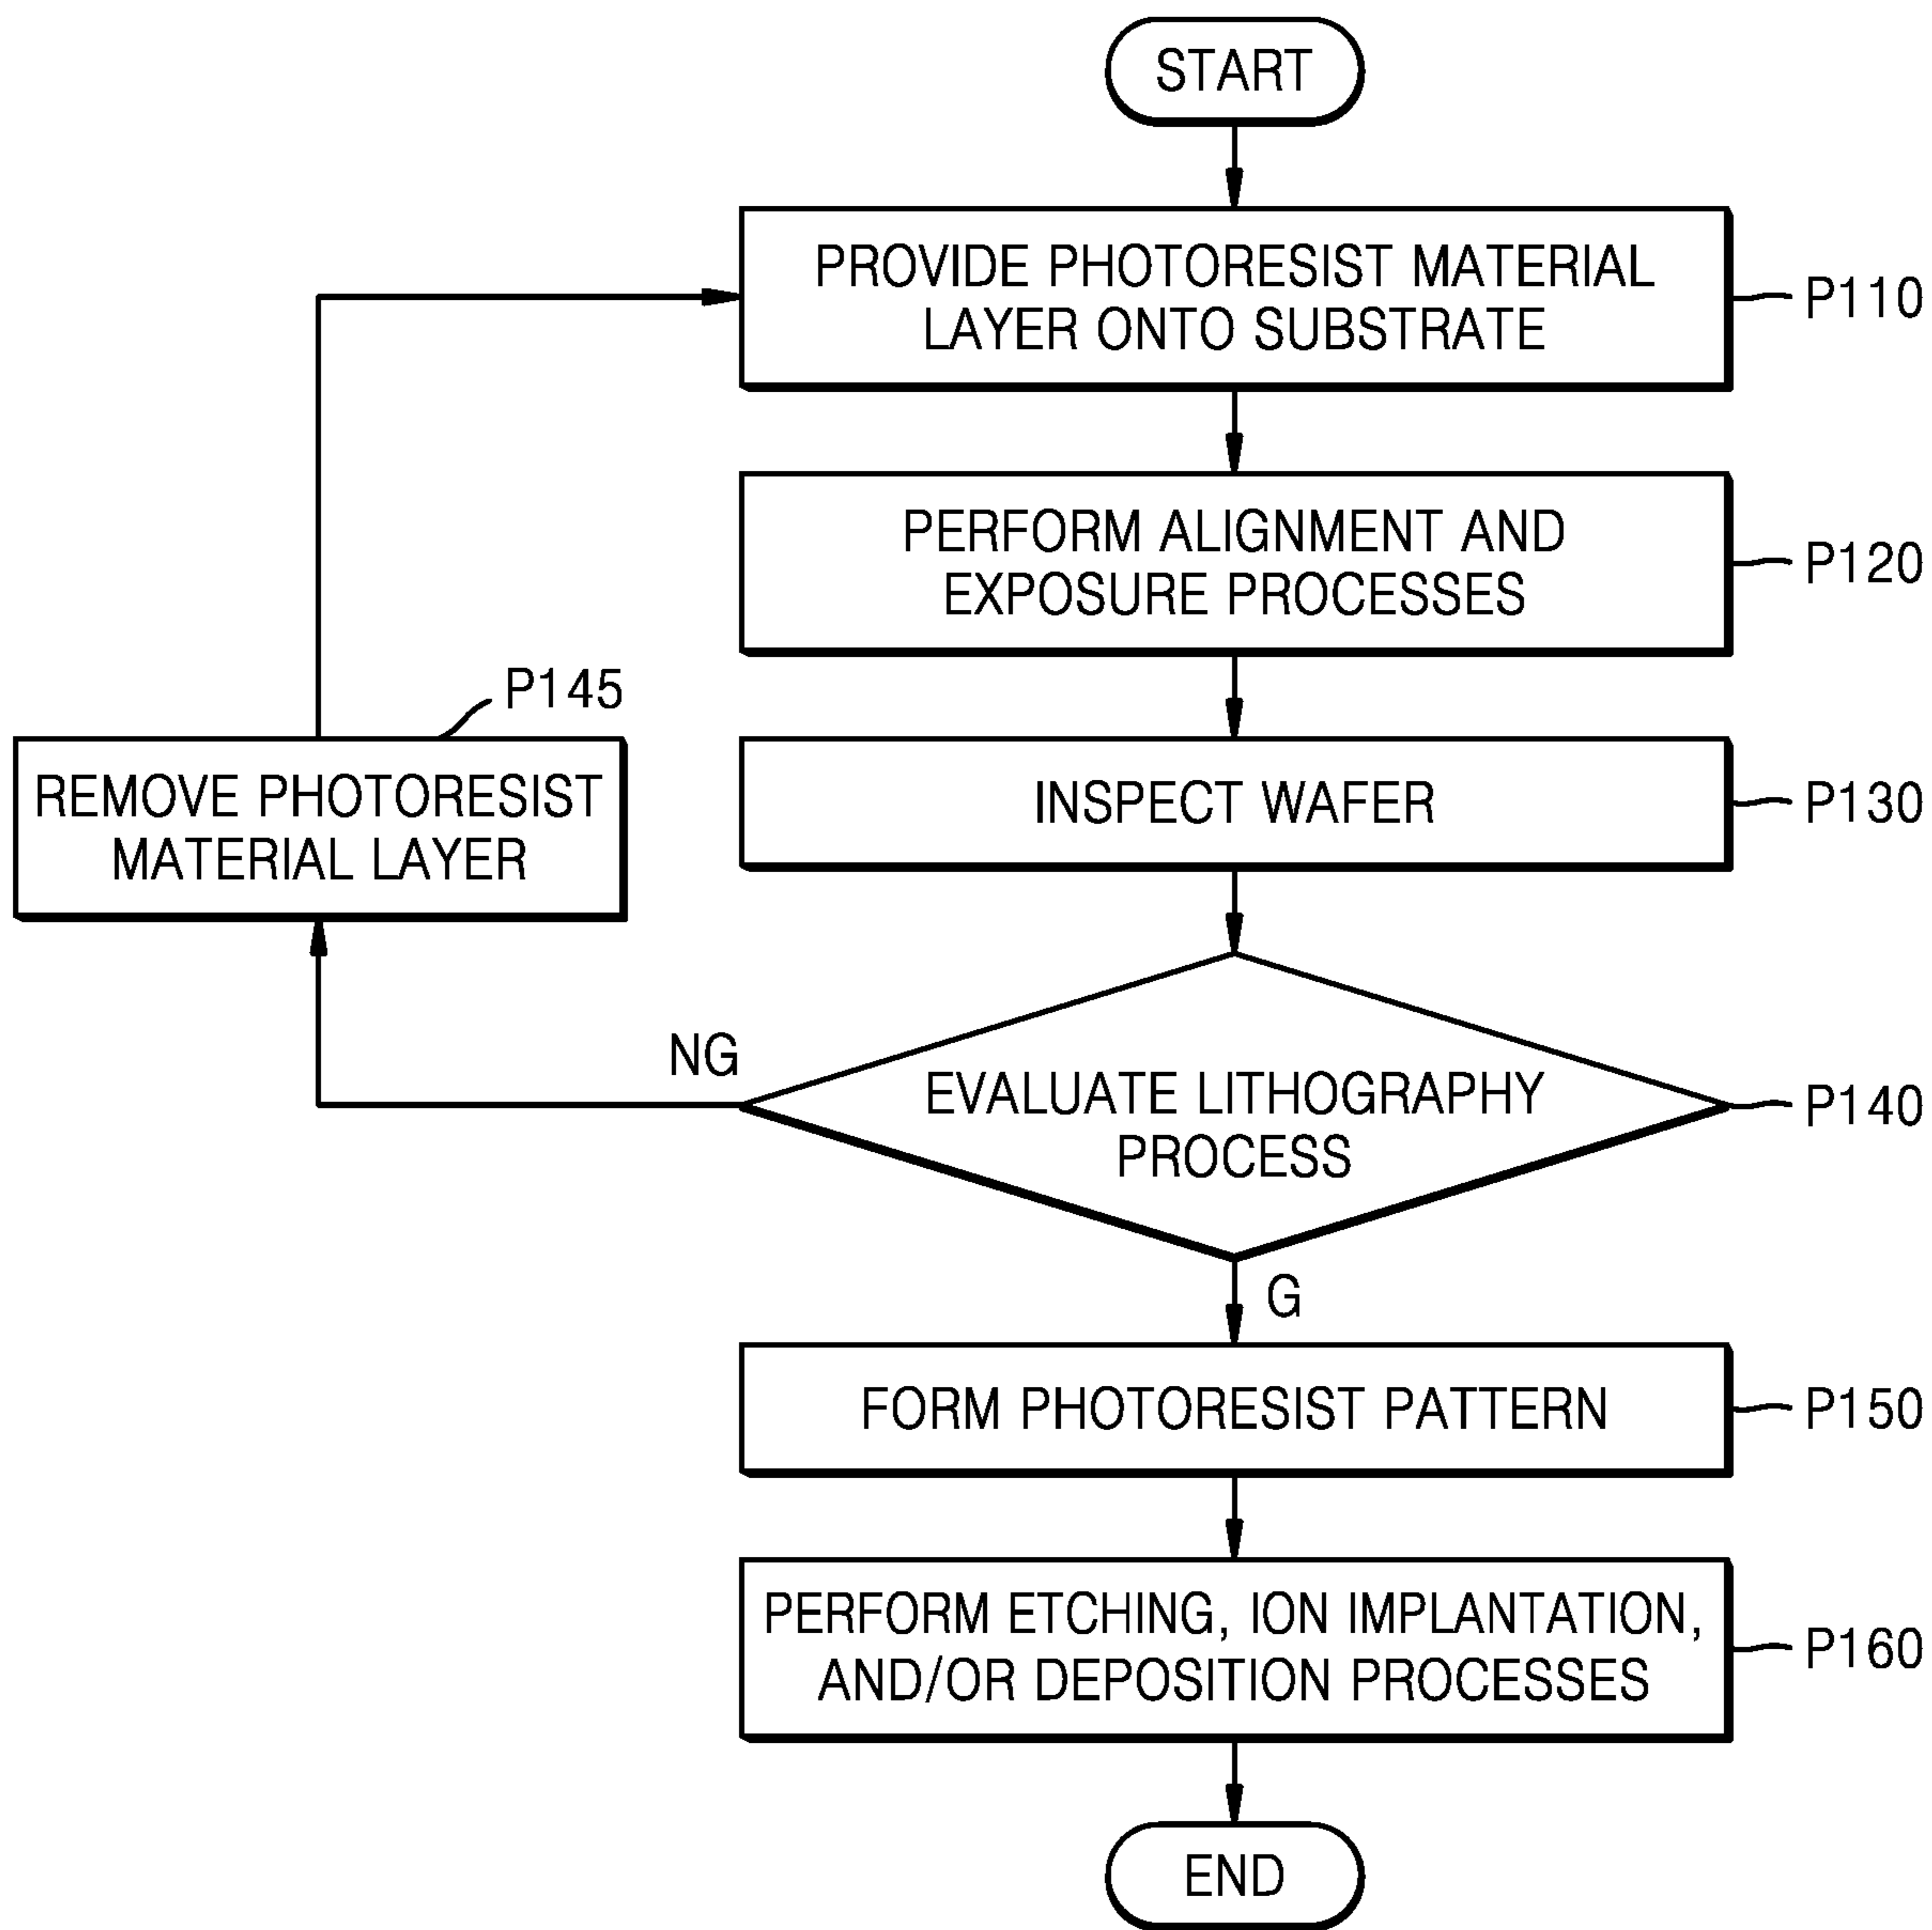 START
PROVIDE PHOTORESIST MATERIAL
LAYER ONTO SUBSTRATE
P110
PERFORM ALIGNMENT AND
EXPOSURE PROCESSES
P120
P145
REMOVE PHOTORESIST
MATERIAL LAYER
INSPECT WAFER
P130
NG
EVALUATE LITHOGRAPHY
PROCESS
P140
G
FORM PHOTORESIST PATTERN
P150
PERFORM ETCHING, ION IMPLANTATION,
AND/OR DEPOSITION PROCESSES
P160
END